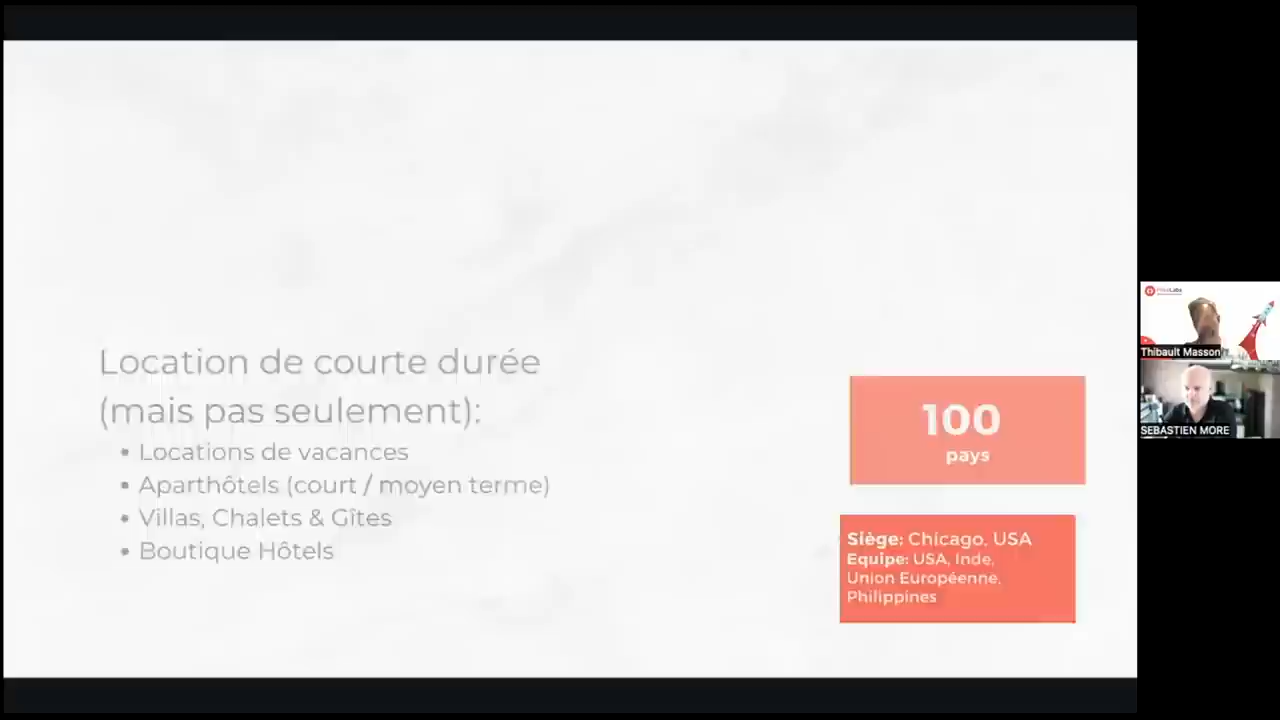 Location de courte durée
(mais pas seulement):
• Locations de vacances
• Aparthôtels (court / moyen terme)
• Villas, Chalets & Gîtes
• Boutique Hôtels
100
pays
Siège: Chicago, USA
Equipe: USA, Inde,
Union Européenne,
Philippines
PriceLabs
Thibault Masson
SEBASTIEN MORE